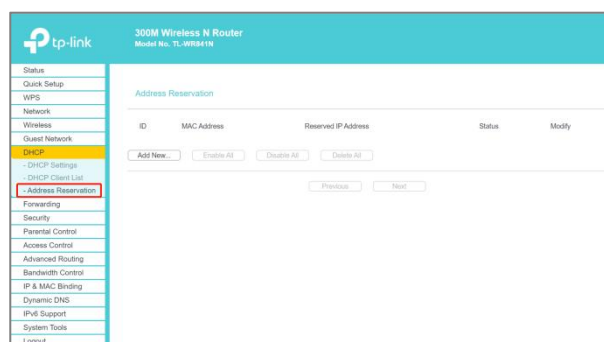 tp-link
300M Wireless N Router
Model No. TL-WR841N
Status
Quick Setup
WPS
Network
Wireless
Guest Network
DHCP
- DHCP Settings
- DHCP Client List
- Address Reservation
Forwarding
Security
Parental Control
Access Control
Advanced Routing
Bandwidth Control
IP & MAC Binding
Dynamic DNS
IPv6 Support
System Tools
Logout
Address Reservation
ID MAC Address Reserved IP Address Status Modify
Add New... Enable All Disable All Delete All
Previous Next